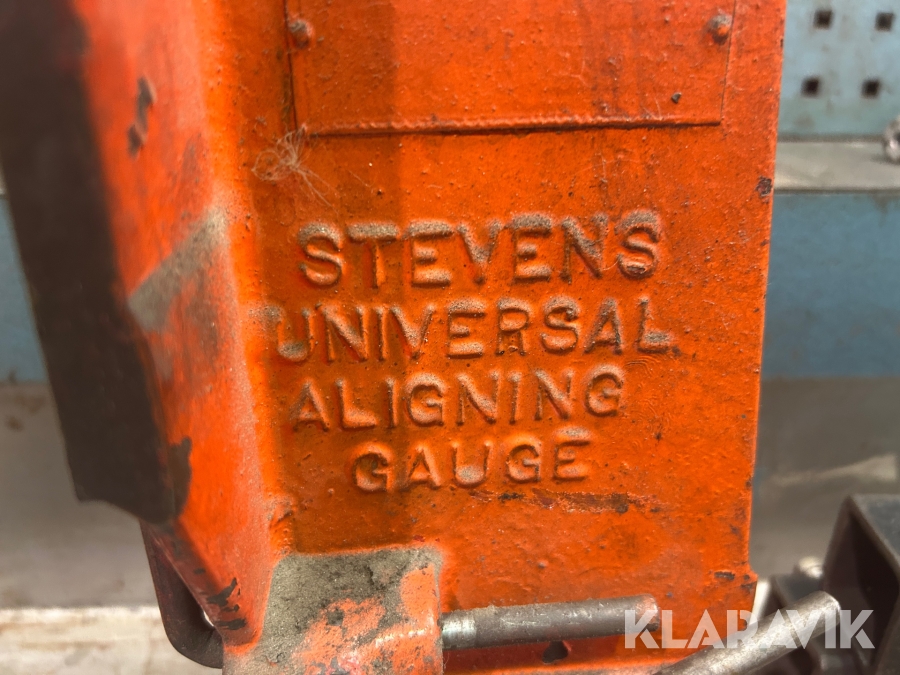 STEVENS
UNIVERSAL
ALIGNING
GAUGE
KLARAVIK